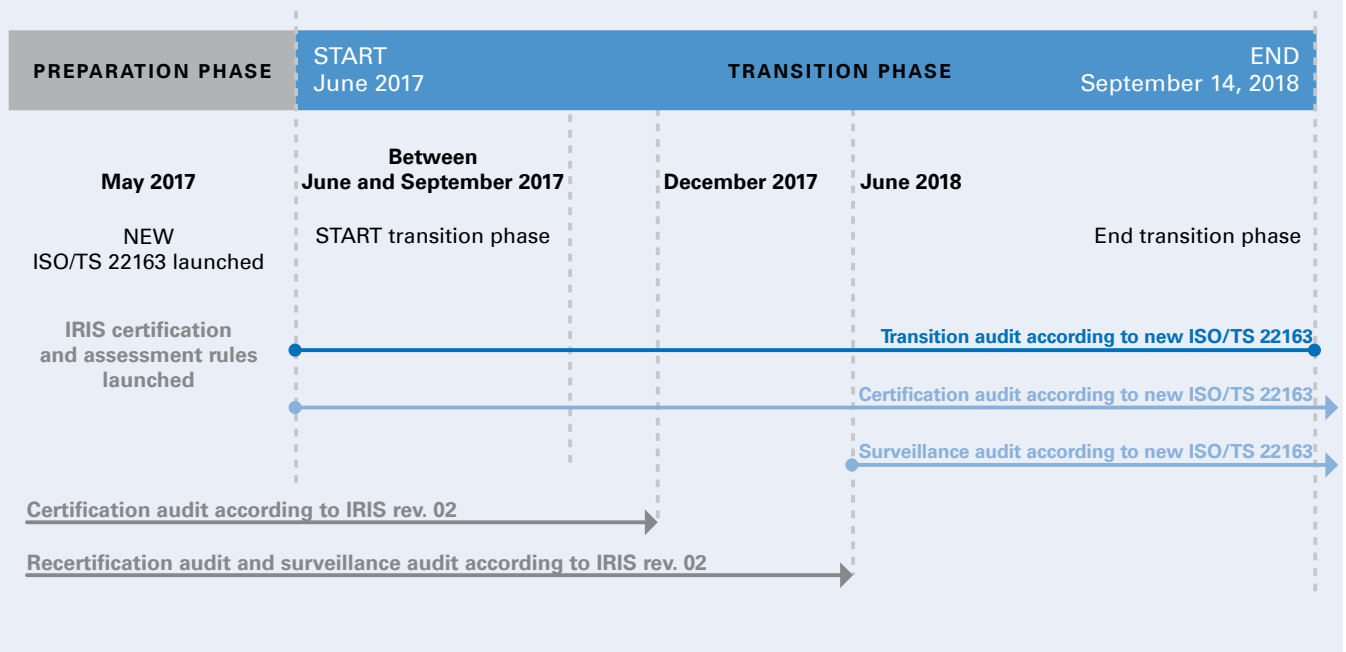 PREPARATION PHASE
START
June 2017
TRANSITION PHASE
END
September 14, 2018
May 2017
Between
June and September 2017
December 2017
June 2018
NEW
ISO/TS 22163 launched
START transition phase
End transition phase
IRIS certification
and assessment rules
launched
Transition audit according to new ISO/TS 22163
Certification audit according to new ISO/TS 22163
Surveillance audit according to new ISO/TS 22163
Certification audit according to IRIS rev. 02
Recertification audit and surveillance audit according to IRIS rev. 02